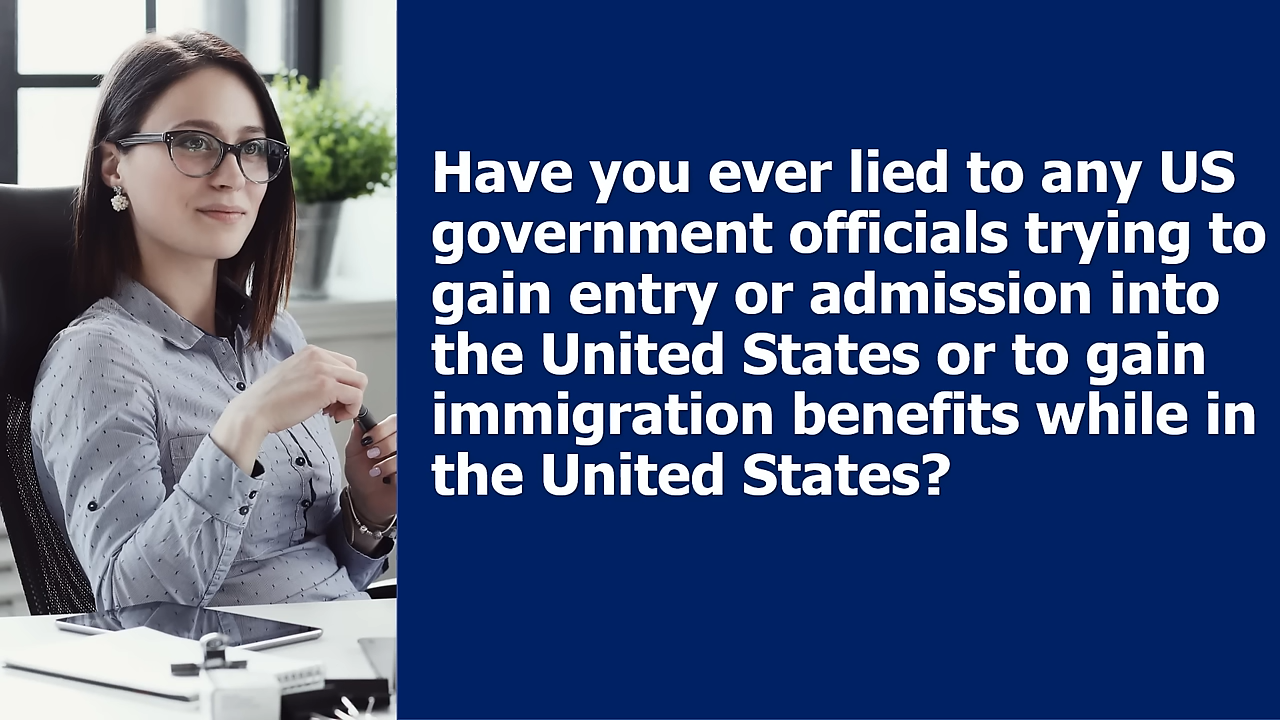 Have you ever lied to any US
government officials trying to
gain entry or admission into
the United States or to gain
immigration benefits while in
the United States?